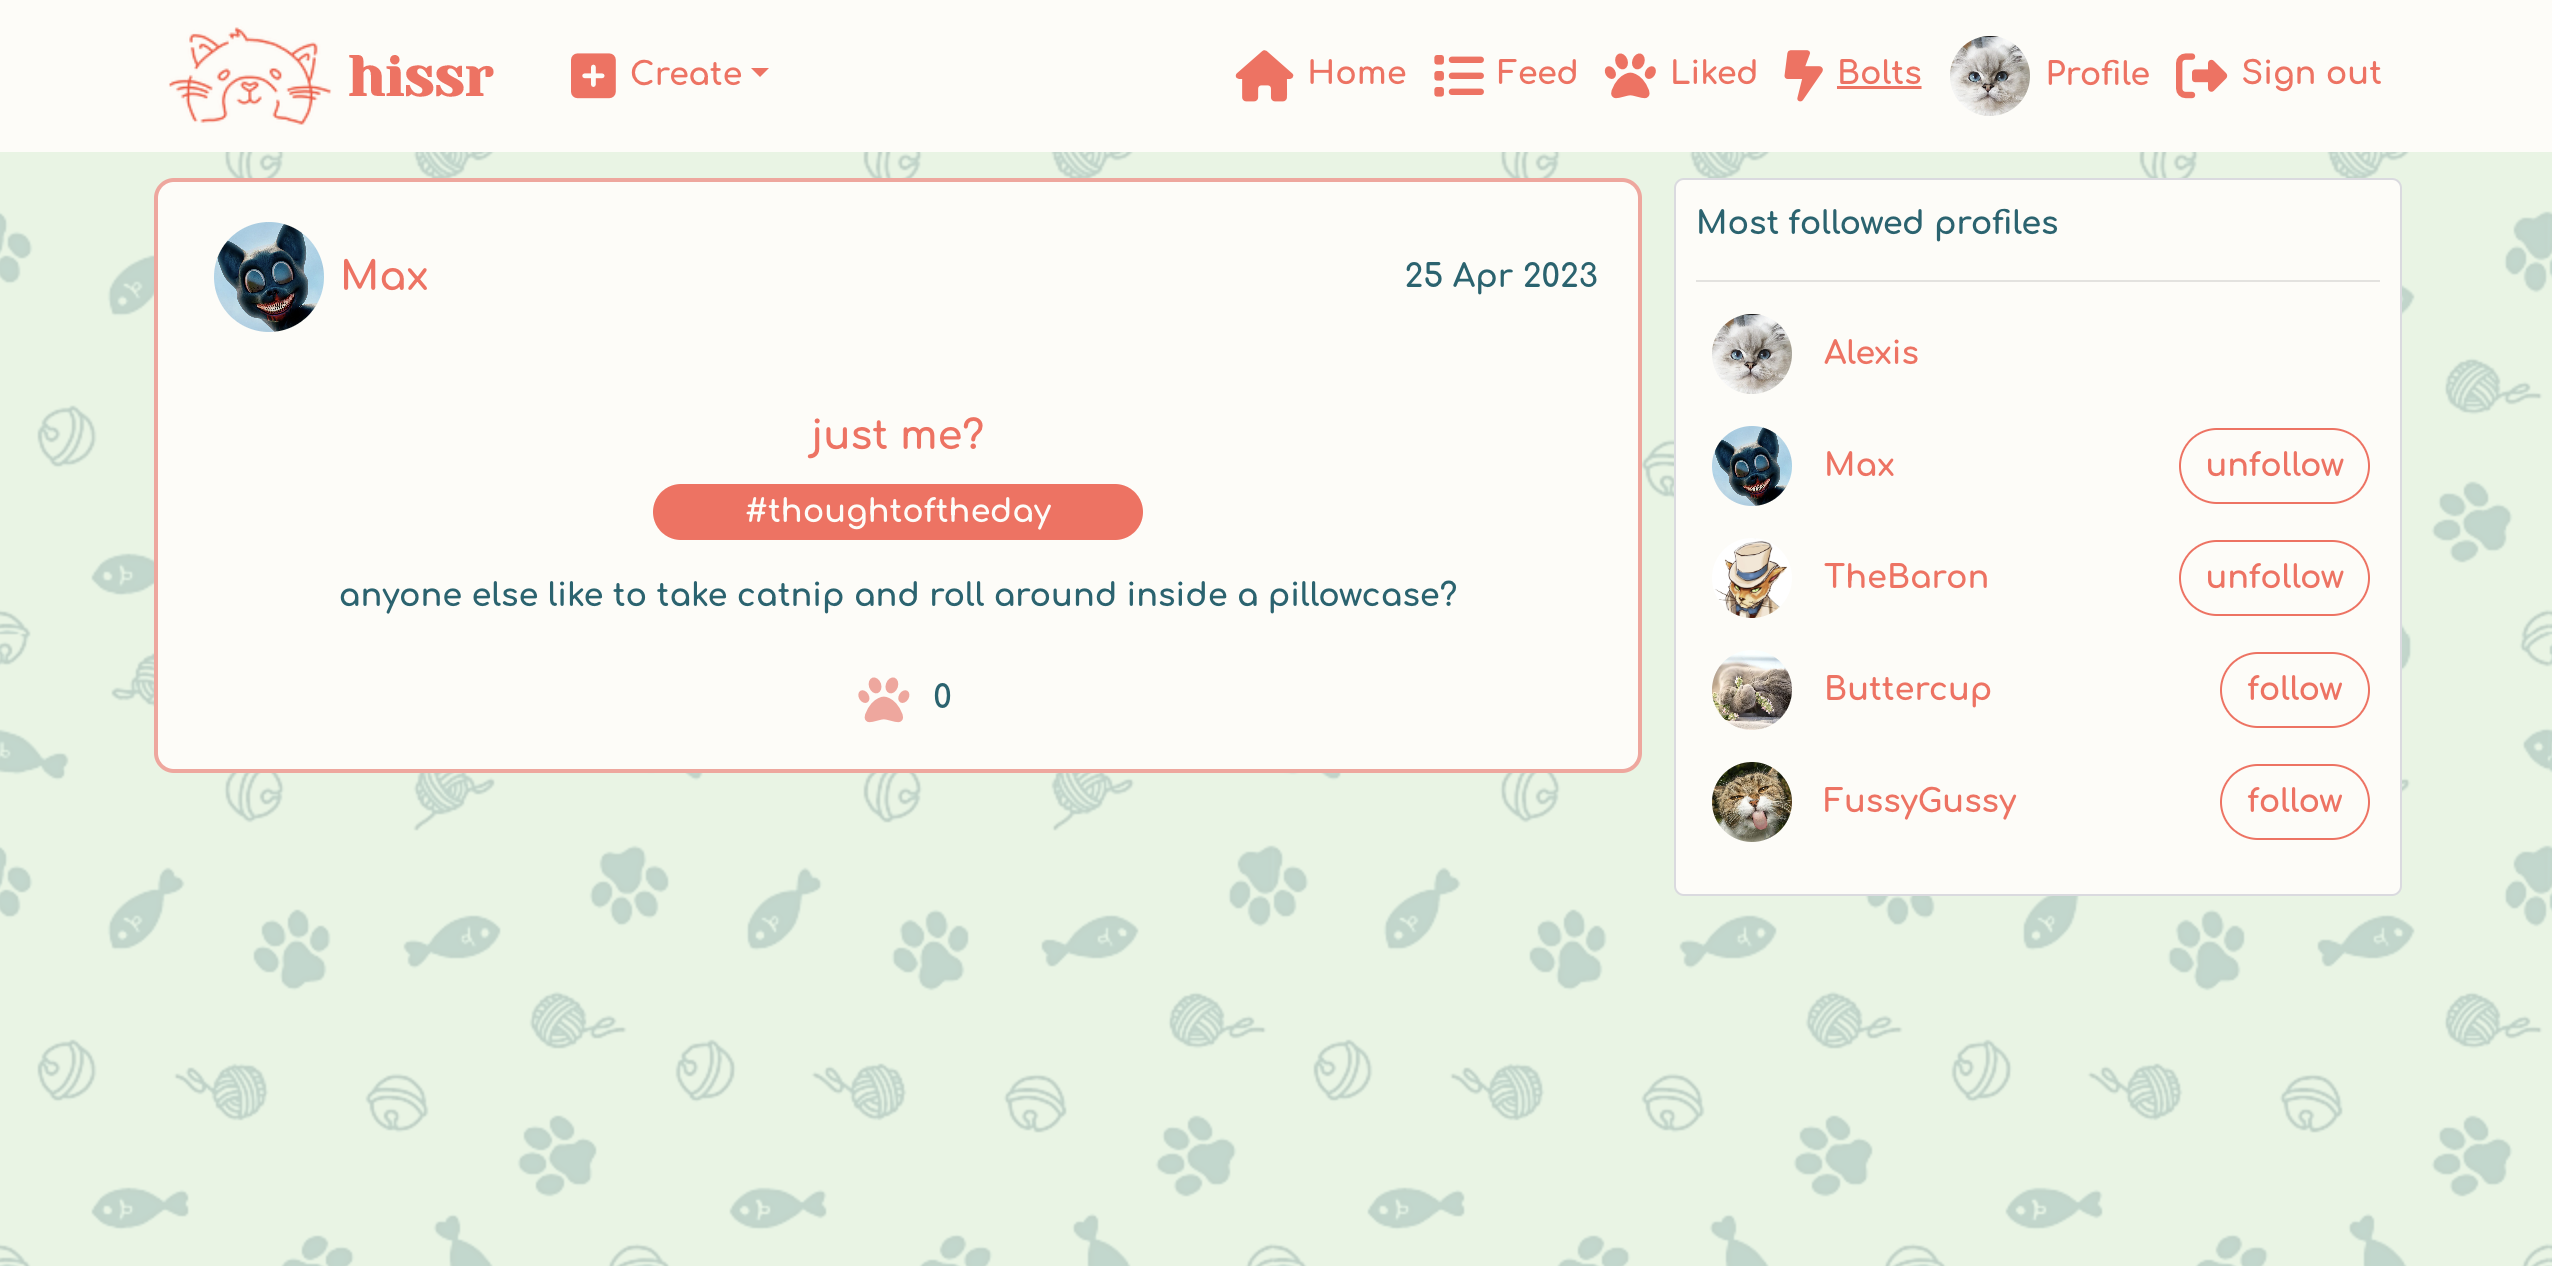 hissr
Create
Home
Feed
Liked
Bolts
Profile
Sign out
Max
25 Apr 2023
just me?
#thoughtoftheday
anyone else like to take catnip and roll around inside a pillowcase?
0
Most followed profiles
Alexis
Max
unfollow
TheBaron
unfollow
Buttercup
follow
FussyGussy
follow